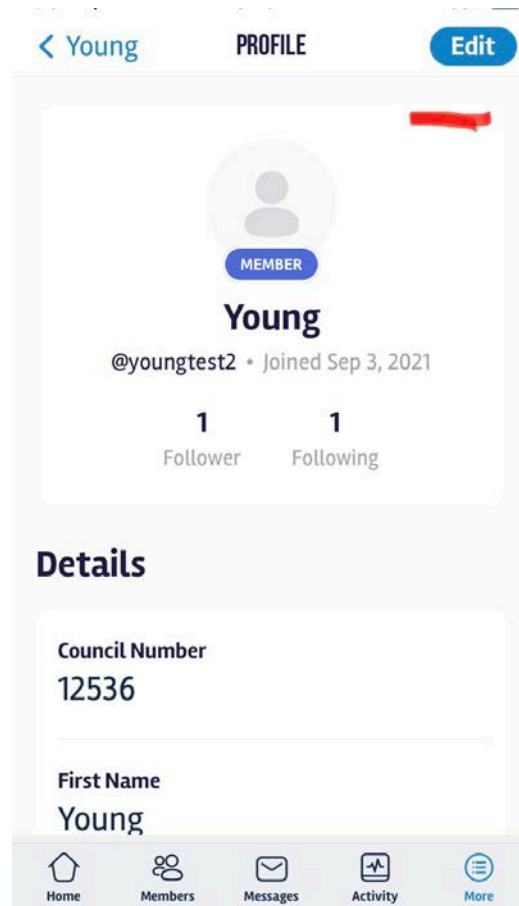 Young PROFILE Edit
MEMBER
Young
@youngtest2 • Joined Sep 3, 2021
1 1
Follower Following
Details
Council Number
12536
First Name
Young
Home Members Messages Activity More